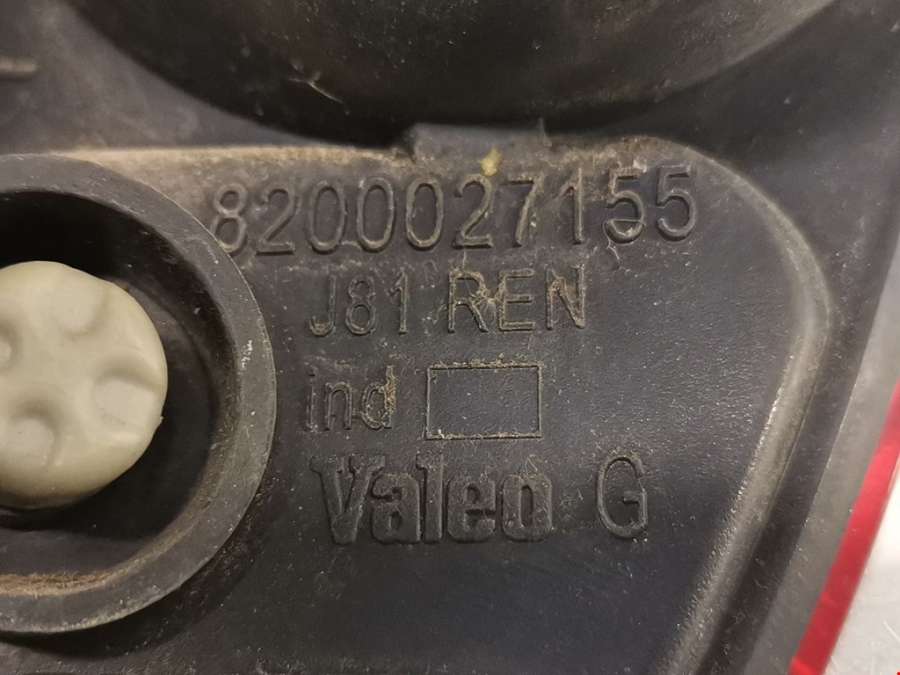 8200027155
J81 REN
ind
Valeo G